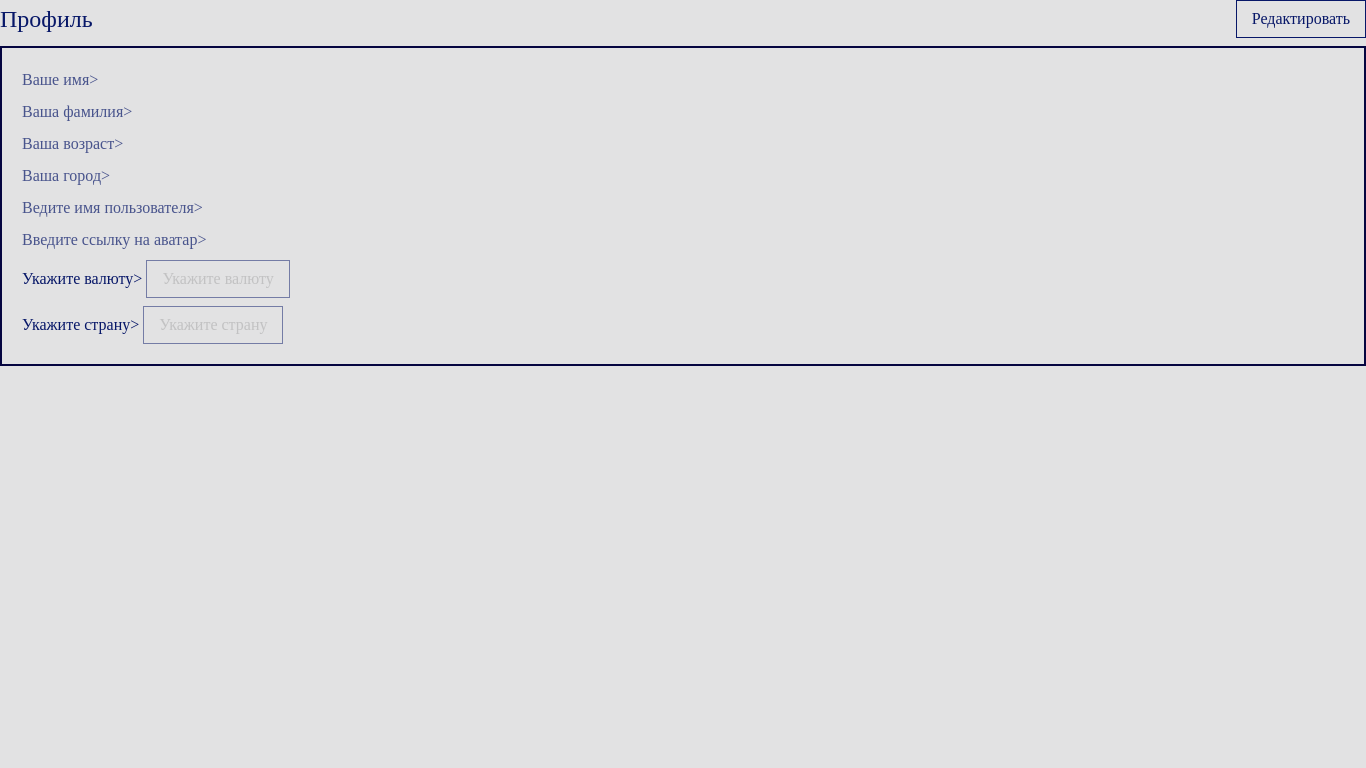 Профиль
Редактировать
Ваше имя>
Ваша фамилия>
Ваша возраст>
Ваша город>
Ведите имя пользователя>
Введите ссылку на аватар>
Укажите валюту> Укажите валюту
Укажите страну> Укажите страну